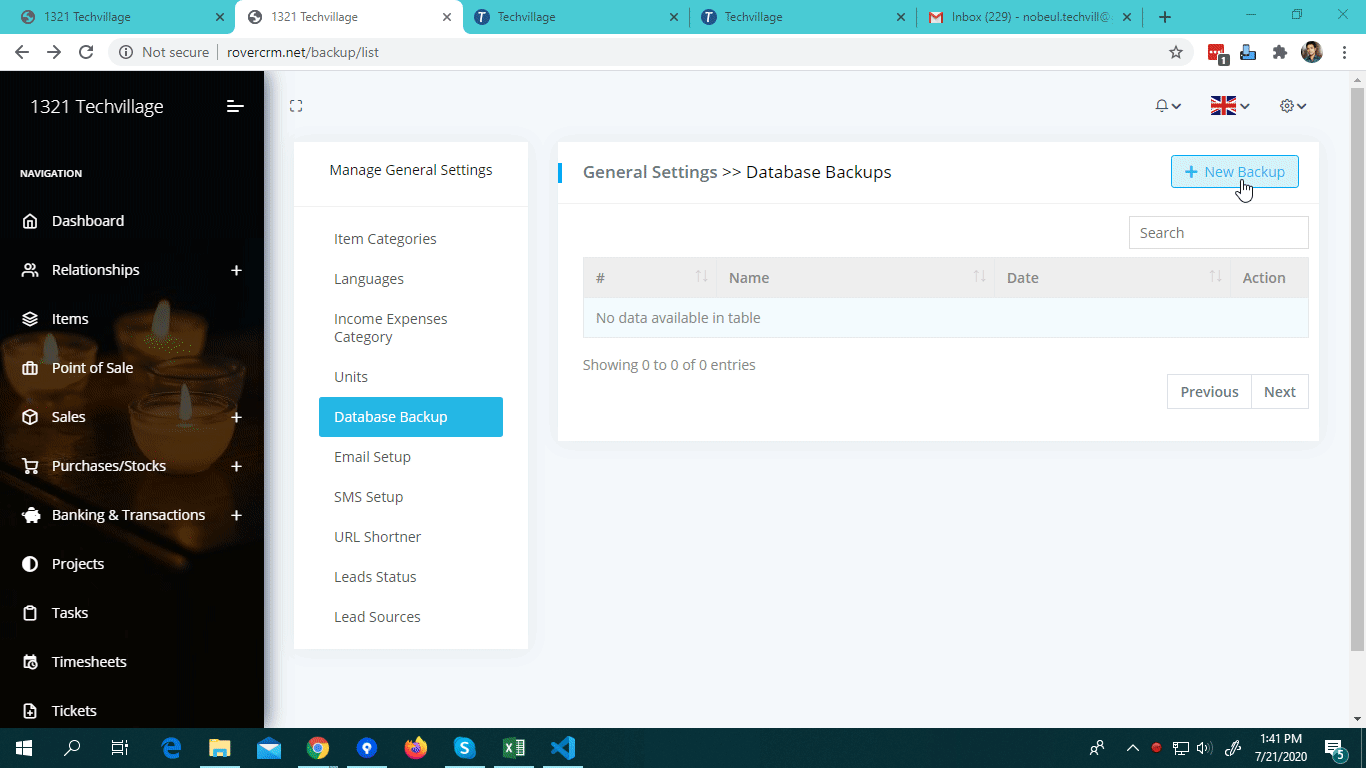 1321 Techvillage
1321 Techvillage
Techvillage
Techvillage
Inbox (229) - nobeul.techvill@
Not secure
rovercrm.net/backup/list
1
1321 Techvillage
NAVIGATION
Dashboard
Relationships
Items
Point of Sale
Sales
Purchases/Stocks
Banking & Transactions
Projects
Tasks
Timesheets
Tickets
Manage General Settings
Item Categories
Languages
Income Expenses
Category
Units
Database Backup
Email Setup
SMS Setup
URL Shortner
Leads Status
Lead Sources
General Settings >> Database Backups
New Backup
Search
# Name Date Action
No data available in table
Showing 0 to 0 of 0 entries
Previous Next
1:41 PM
7/21/2020
5